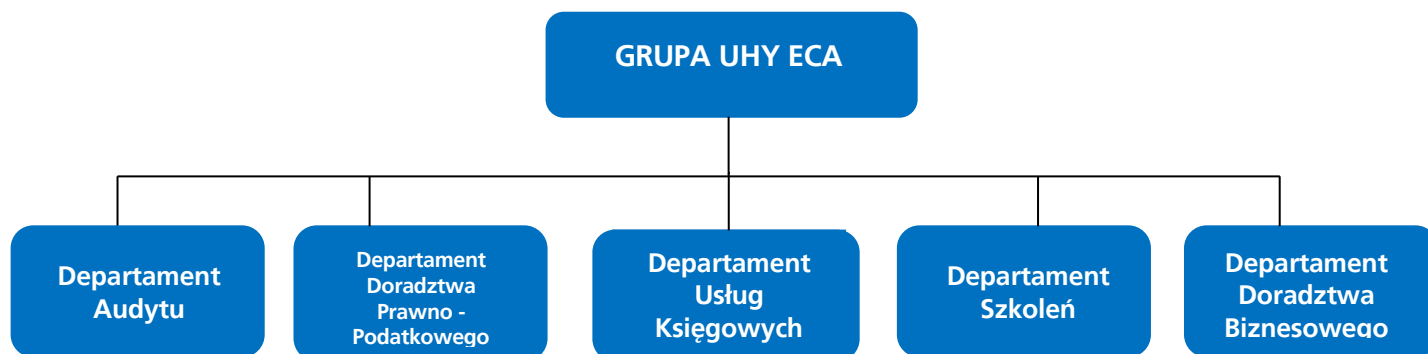 GRUPA UHY ECA
Departament
Audytu
Departament
Doradztwa
Prawno -
Podatkowego
Departament
Usług
Księgowych
Departament
Szkoleń
Departament
Doradztwa
Biznesowego